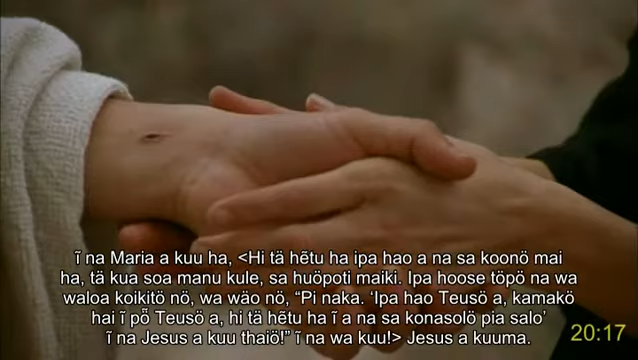 ĩ na Maria a kuu ha, <Hi tä hẽtu ha ipa hao a na sa koonö mai
ha, tä kua soa manu kule, sa huöpoti maiki. Ipa hoose töpö na wa
waloa koikitö nö, wa wäo nö, “Pi naka. ‘Ipa hao Teusö a, kamakö
hai ĩ pṏ Teusö a, hi tä hẽtu ha ĩ a na sa konasolö pia salo’
ĩ na Jesus a kuu thaiö!” ĩ na wa kuu!> Jesus a kuuma.
20:17